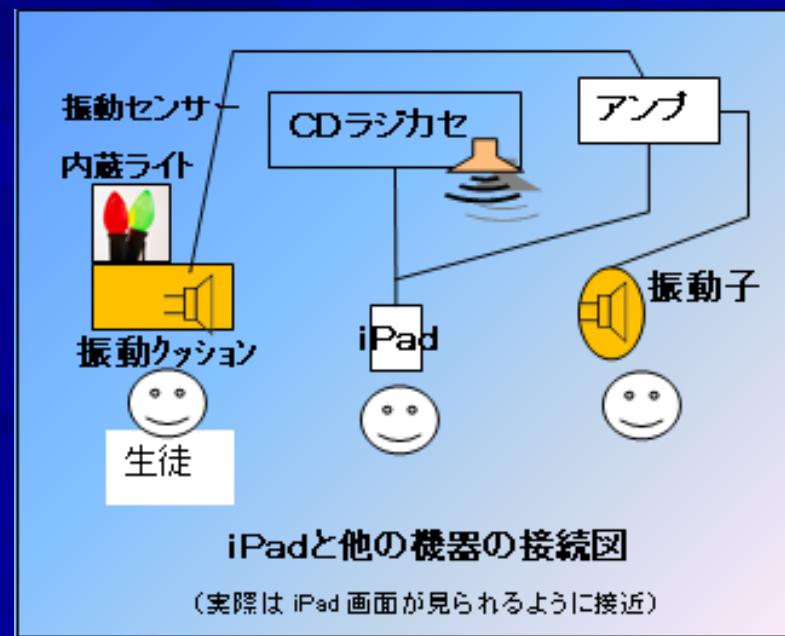 振動センサ
CDラジカセ
アンプ
内蔵ライト
振動子
iPad
振動クッション
生徒
iPadと他の機器の接続図
（実際は iPad 画面が見られるように接近）